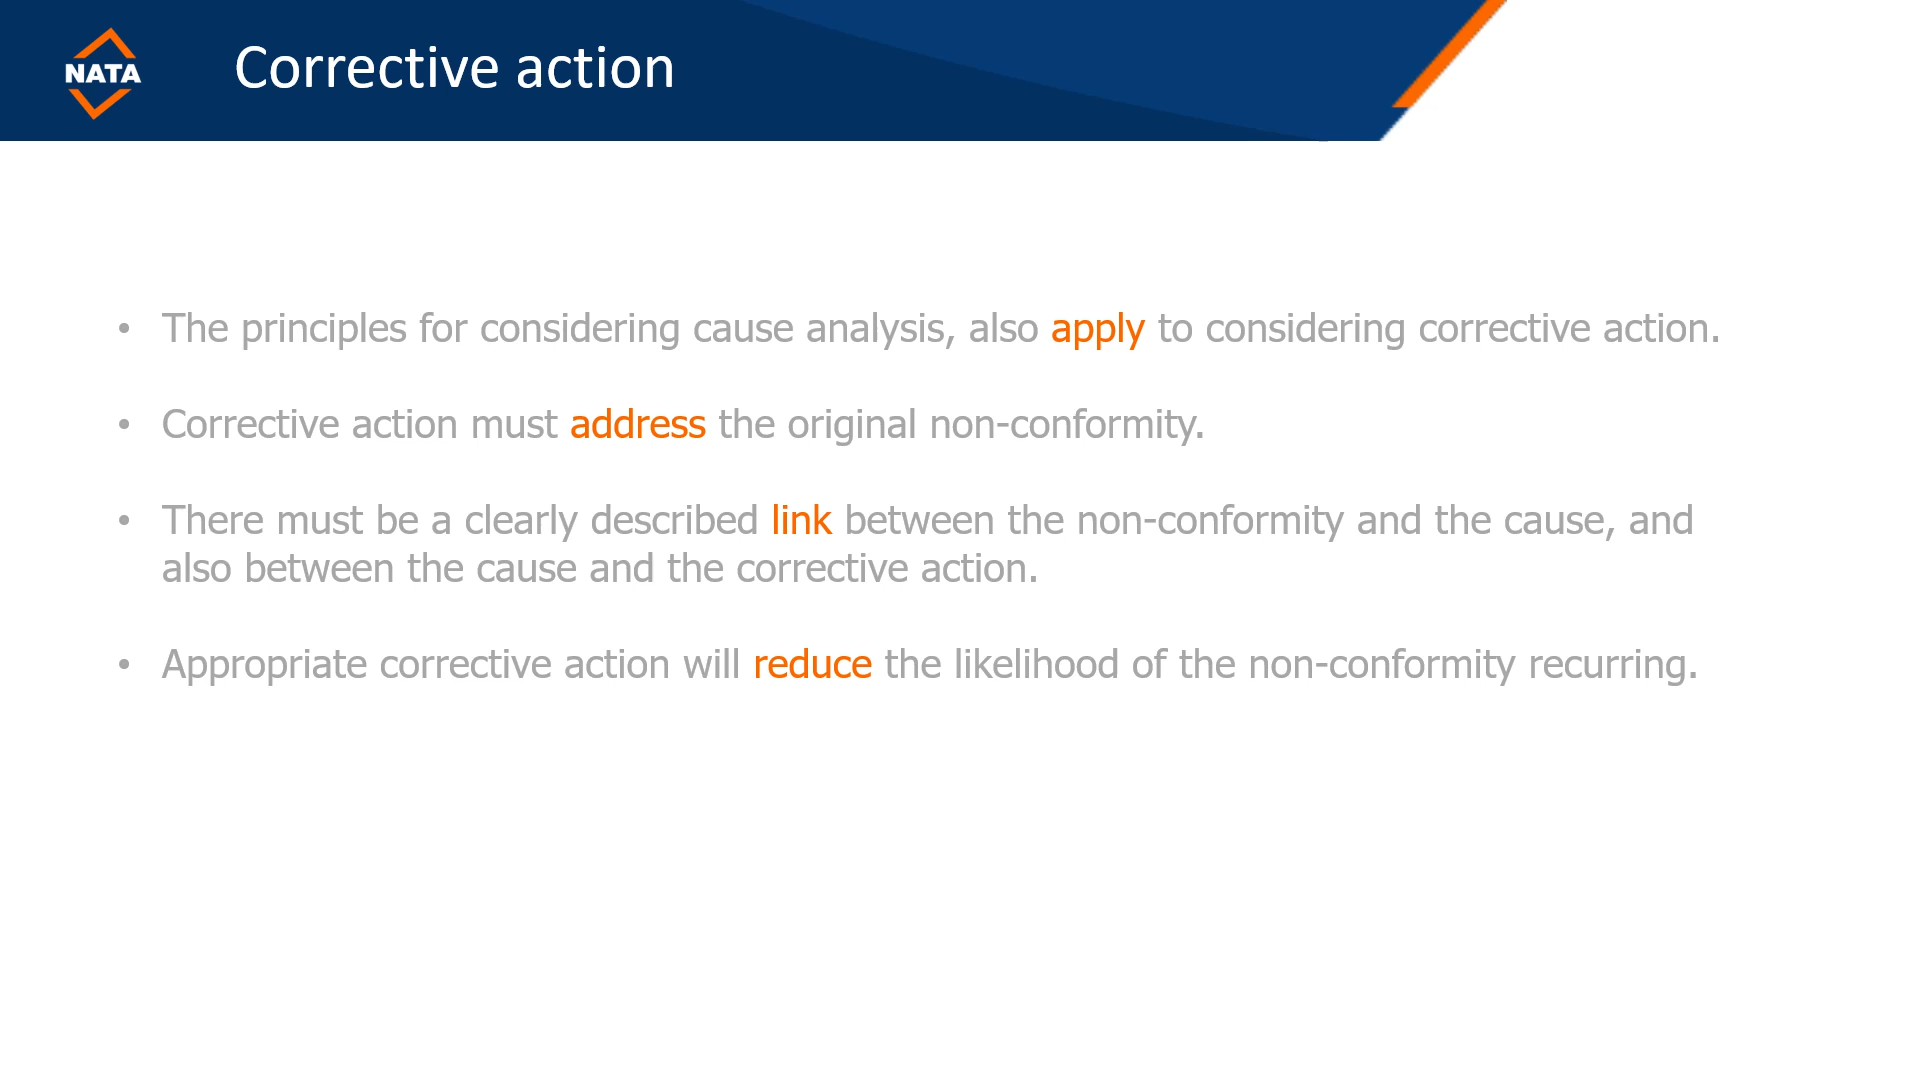 NATA
Corrective action
• The principles for considering cause analysis, also apply to considering corrective action.
• Corrective action must address the original non-conformity.
• There must be a clearly described link between the non-conformity and the cause, and
also between the cause and the corrective action.
• Appropriate corrective action will reduce the likelihood of the non-conformity recurring.